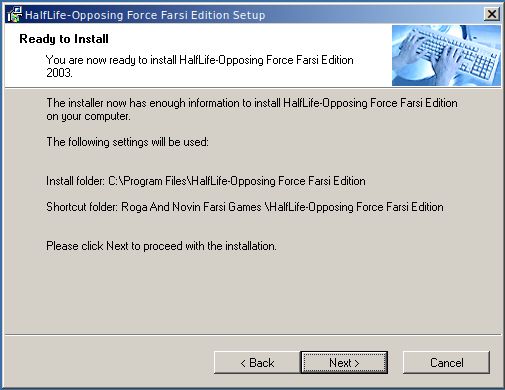 HalfLife-Opposing Force Farsi Edition Setup
Ready to Install
You are now ready to install HalfLife-Opposing Force Farsi Edition
2003.
The installer now has enough information to install HalfLife-Opposing Force Farsi Edition
on your computer.
The following settings will be used:
Install folder: C:\Program Files\HalfLife-Opposing Force Farsi Edition
Shortcut folder: Roga And Novin Farsi Games \HalfLife-Opposing Force Farsi Edition
Please click Next to proceed with the installation.
< Back
Next >
Cancel